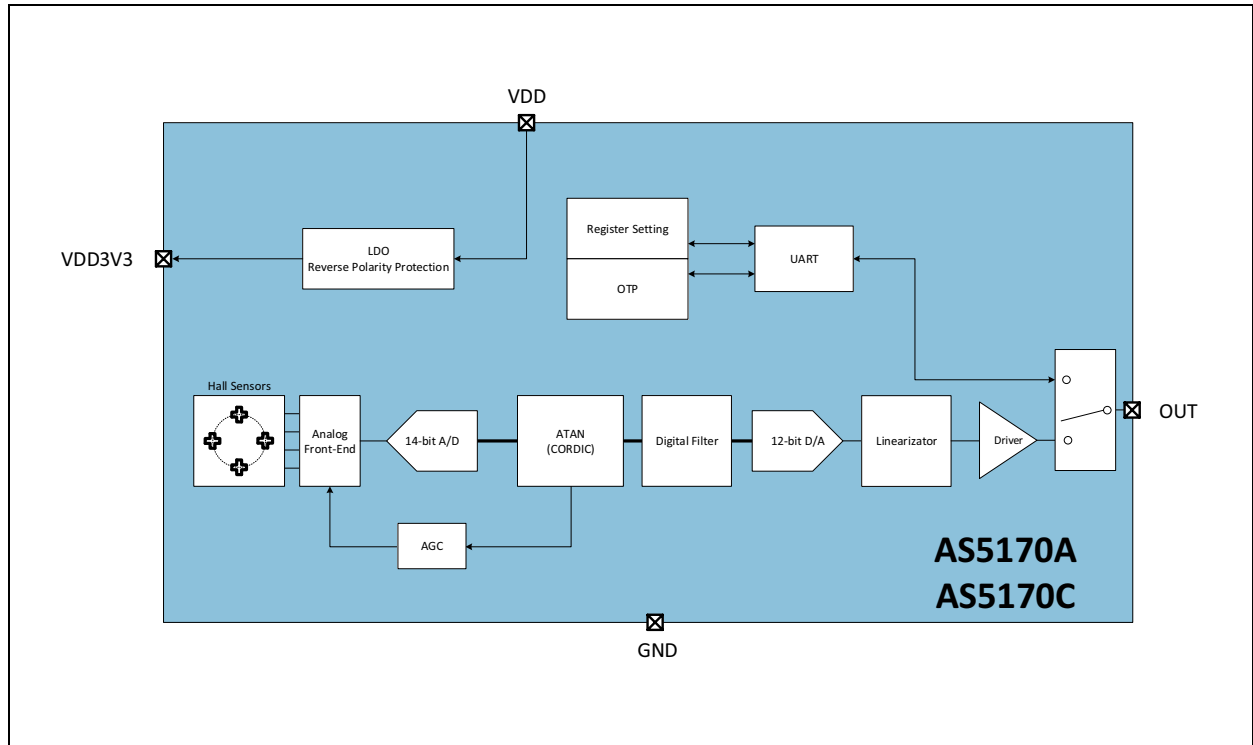 VDD
VDD3V3
LDO
Reverse Polarity Protection
Register Setting
OTP
UART
Hall Sensors
Analog
Front-End
14-bit A/D
ATAN
(CORDIC)
Digital Filter
12-bit D/A
Linearizator
Driver
OUT
AGC
AS5170A
AS5170C
GND